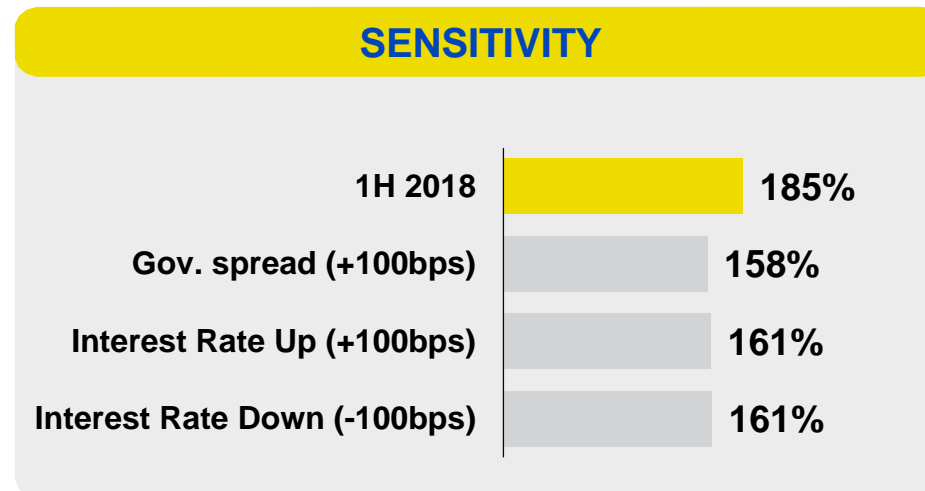 SENSITIVITY
1H 2018 185%
Gov. spread (+100bps) 158%
Interest Rate Up (+100bps) 161%
Interest Rate Down (-100bps) 161%